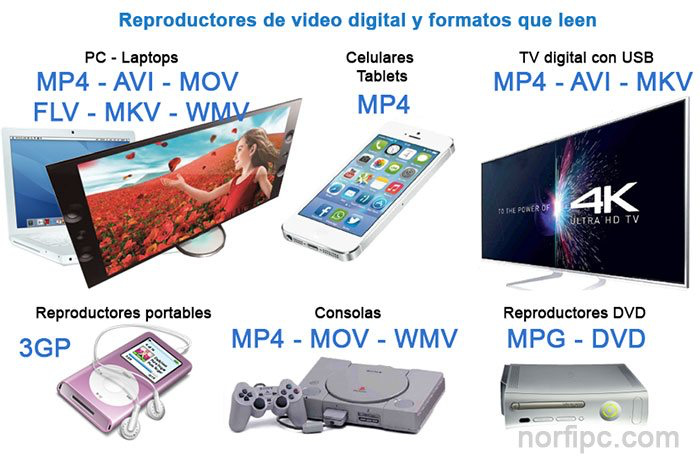 Reproductores de video digital y formatos que leen
PC - Laptops
MP4 - AVI - MOV
FLV - MKV - WMV
Celulares
Tablets
MP4
TV digital con USB
MP4 - AVI - MKV
TO THE POWER OF
4K
ULTRA HD TV
Reproductores portables
3GP
Consolas
MP4 - MOV - WMV
Reproductores DVD
MPG - DVD
norfipc.com